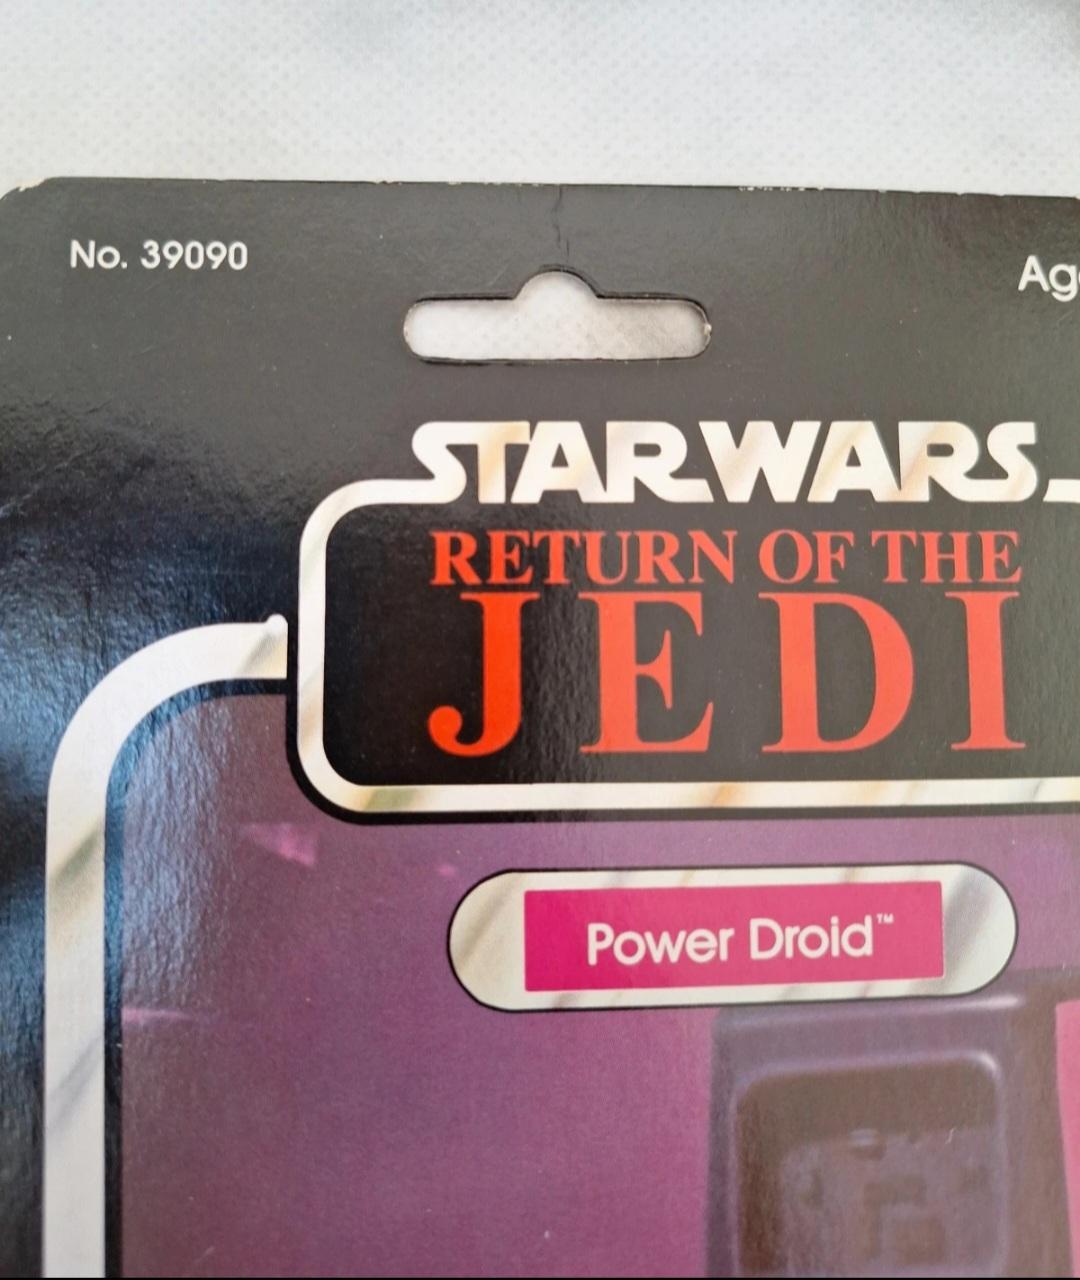 No. 39090
STAR WARS
RETURN OF THE
JEDI
Power Droid™